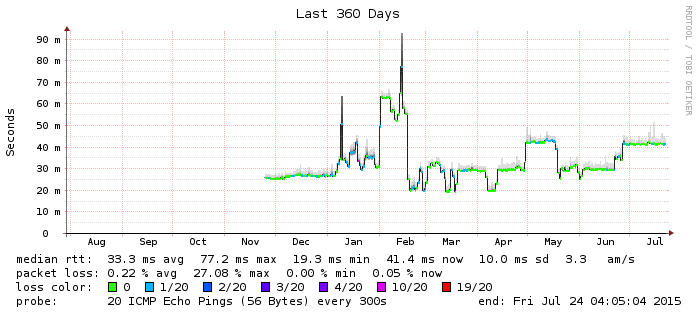 Last 360 Days
RRDTOOL / TOBI OETIKER
Seconds
90 m
80 m
70 m
60 m
50 m
40 m
30 m
20 m
10 m
0
Aug Sep Oct Nov Dec Jan Feb Mar Apr May Jun Jul
median rtt: 33.3 ms avg 77.2 ms max 19.3 ms min 41.4 ms now 10.0 ms sd 3.3 am/s
packet loss: 0.22 % avg 27.08 % max 0.00 % min 0.05 % now
loss color: 0 1/20 2/20 3/20 4/20 10/20 19/20
probe: 20 ICMP Echo Pings (56 Bytes) every 300s end: Fri Jul 24 04:05:04 2015